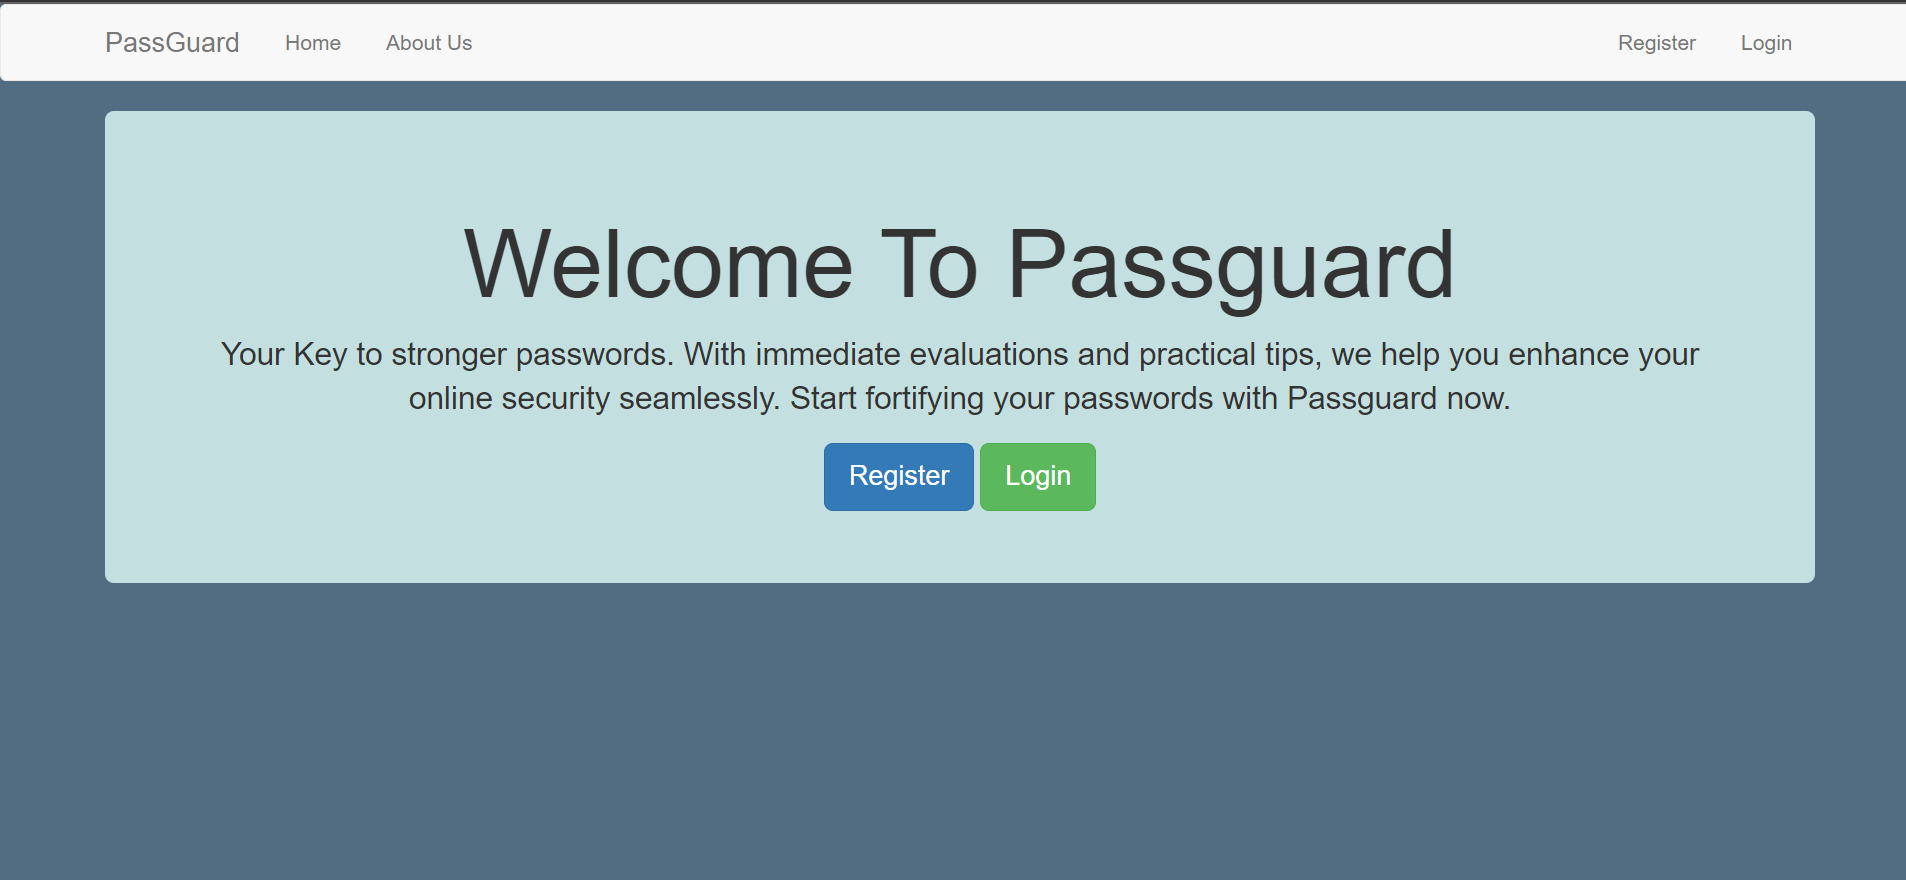 PassGuard Home About Us Register Login
Welcome To Passguard
Your Key to stronger passwords. With immediate evaluations and practical tips, we help you enhance your
online security seamlessly. Start fortifying your passwords with Passguard now.
Register Login